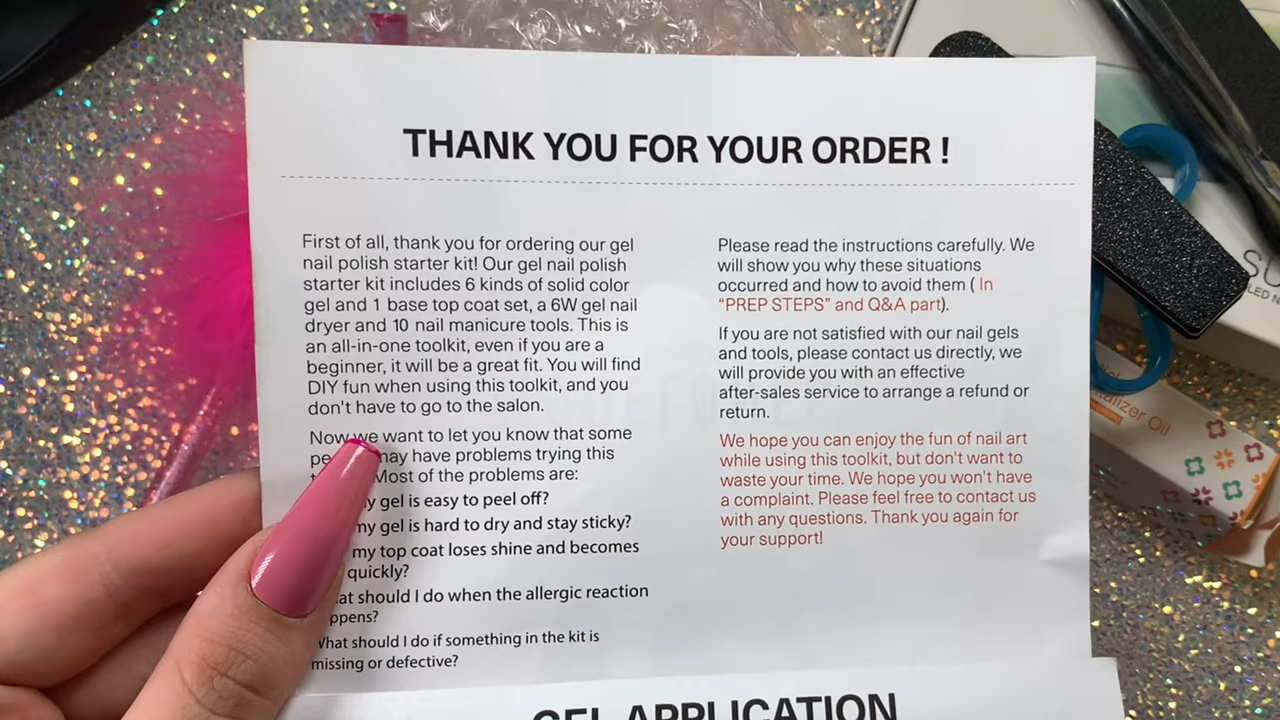 THANK YOU FOR YOUR ORDER !
First of all, thank you for ordering our gel
nail polish starter kit! Our gel nail polish
starter kit includes 6 kinds of solid color
gel and 1 base top coat set, a 6W gel nail
dryer and 10 nail manicure tools. This is
an all-in-one toolkit, even if you are a
beginner, it will be a great fit. You will find
DIY fun when using this toolkit, and you
don't have to go to the salon.
Now we want to let you know that some
may have problems trying this
Most of the problems are:
gel is easy to peel off?
my gel is hard to dry and stay sticky?
my top coat loses shine and becomes
quickly?
should I do when the allergic reaction
What should I do if something in the kit is
missing or defective?
Please read the instructions carefully. We
will show you why these situations
occurred and how to avoid them ( In
“PREP STEPS” and Q&A part).
If you are not satisfied with our nail gels
and tools, please contact us directly, we
will provide you with an effective
after-sales service to arrange a refund or
return.
We hope you can enjoy the fun of nail art
while using this toolkit, but don't want to
waste your time. We hope you won't have
a complaint. Please feel free to contact us
with any questions. Thank you again for
your support!
GEL APPLICATION
Oil